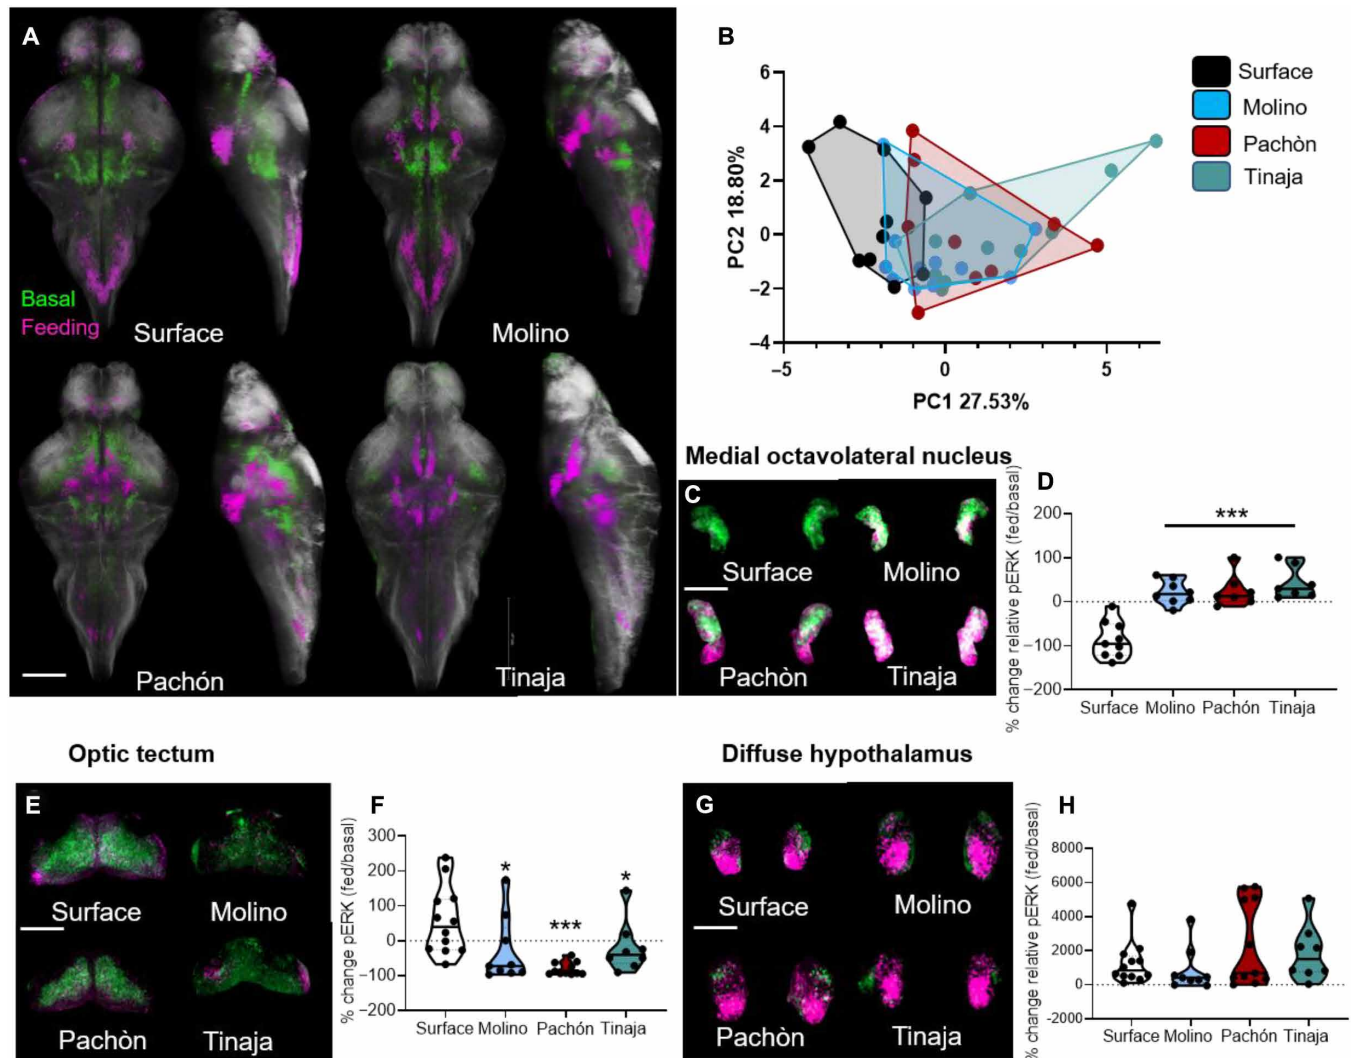 A
Basal
Feeding
Surface
Molino
Pachón
Tinaja
B
6
4
2
0
−2
−4
PC2 18.80%
−5
0
5
PC1 27.53%
Surface
Molino
Pachòn
Tinaja
Medial octavolateral nucleus
C
Surface
Molino
Pachòn
Tinaja
D
% change relative pERK (fed/basal)
200
100
0
−100
−200
***
Surface
Molino
Pachón
Tinaja
Optic tectum
E
Surface
Molino
Pachòn
Tinaja
F
% change pERK (fed/basal)
300
200
100
0
−100
−200
*
***
*
Surface
Molino
Pachón
Tinaja
Diffuse hypothalamus
G
Surface
Molino
Pachòn
Tinaja
H
% change relative pERK (fed/basal)
8000
6000
4000
2000
0
−2000
Surface
Molino
Pachón
Tinaja